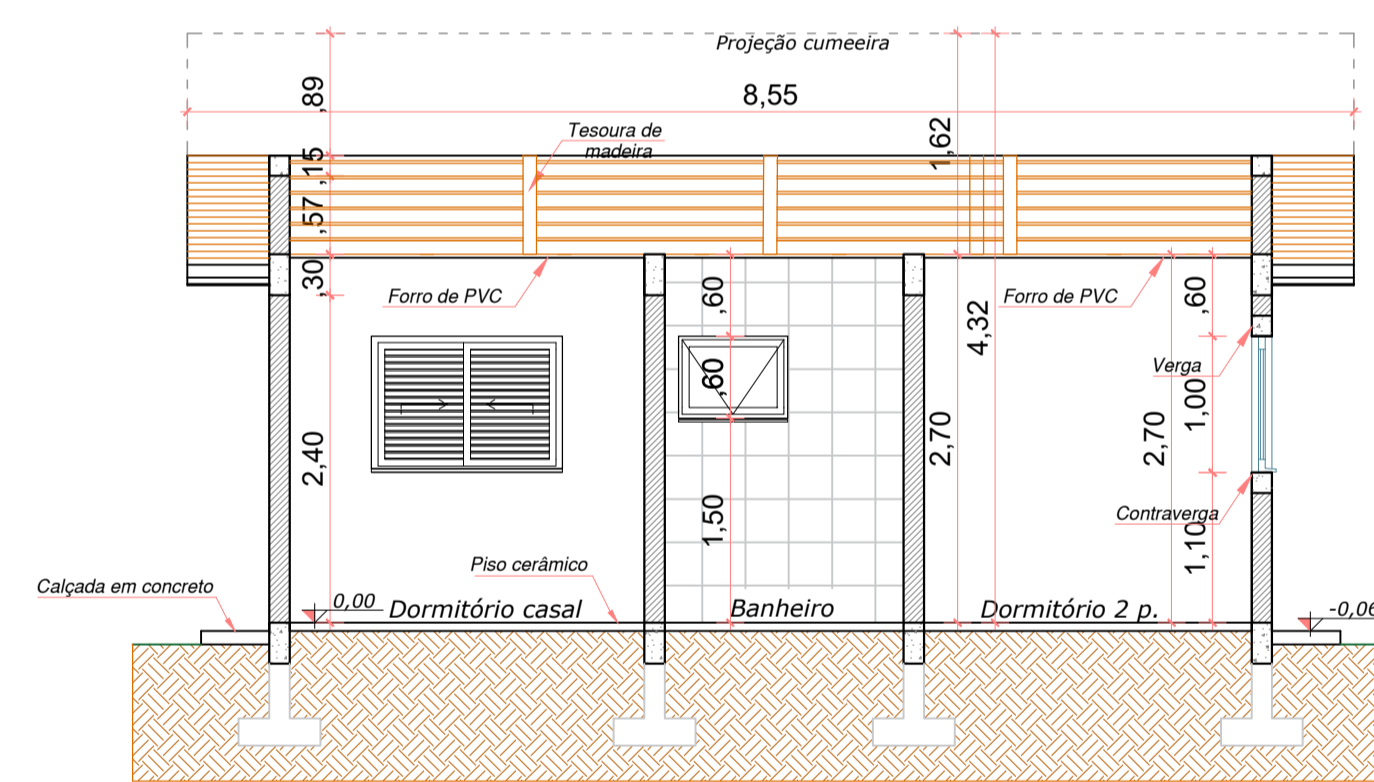 Projeção cumeeira
,89
8,55
Tesoura de
madeira
1,62
,15
,57
,30
Forro de PVC
,60
4,32
Forro de PVC
,60
Verga
,60
1,00
2,40
2,70
2,70
1,50
Contraverga
1,10
Piso cerâmico
Calçada em concreto
0,00
Dormitório casal
Banheiro
Dormitório 2 p.
-0,06